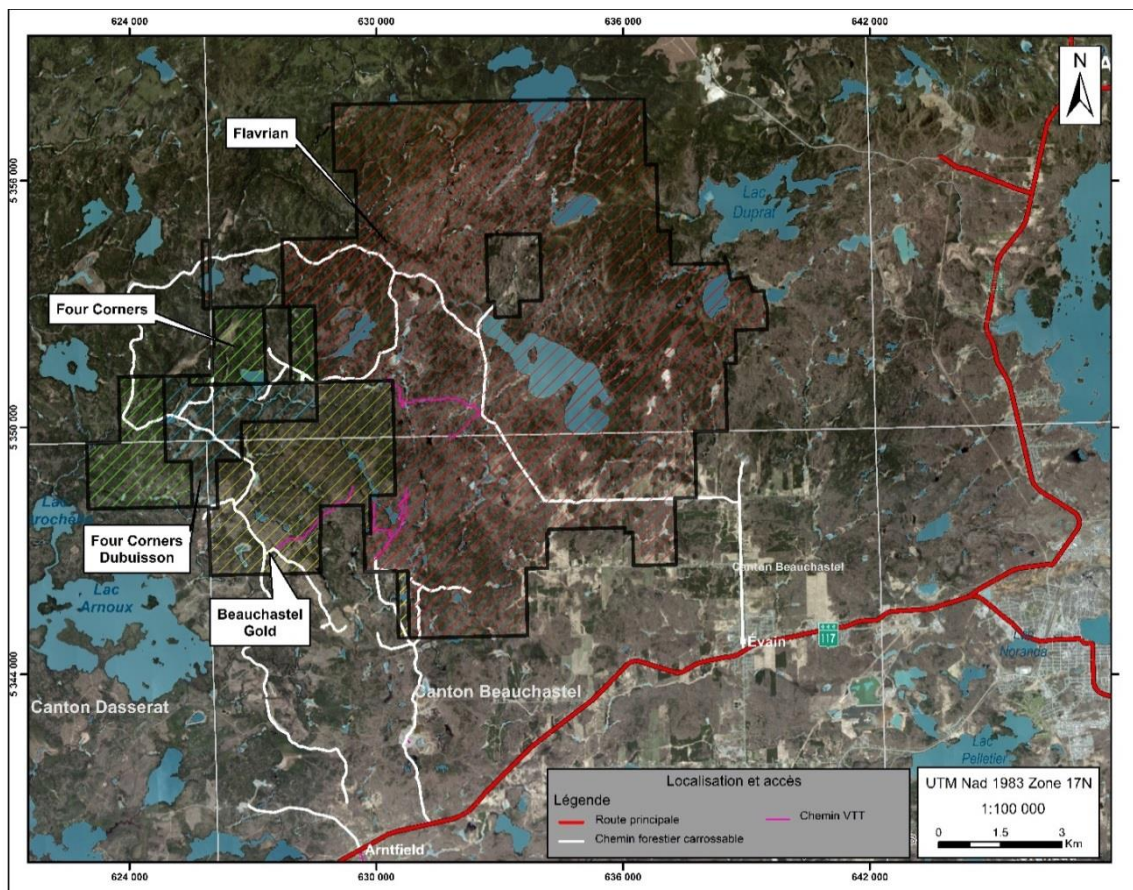 624 000
630 000
636 000
642 000
N
A
Flavrian
Lac
Duprat
5 356 000
Four Corners
5 350 000
Lac
Four Corners
Dubuisson
Canton Beauchastel
Lac
Arnoux
Beauchastel
Gold
117
Evain
Noranda
5 344 000
Canton Dasserat
Canton Beauchastel
Lac
Pelletier
Localisation et accès
Légende
Route principale
Chemin VTT
Chemin forestier carrossable
UTM Nad 1983 Zone 17N
1:100 000
0 1.5 3
Km
Arntfield
624 000
630 000
636 000
642 000